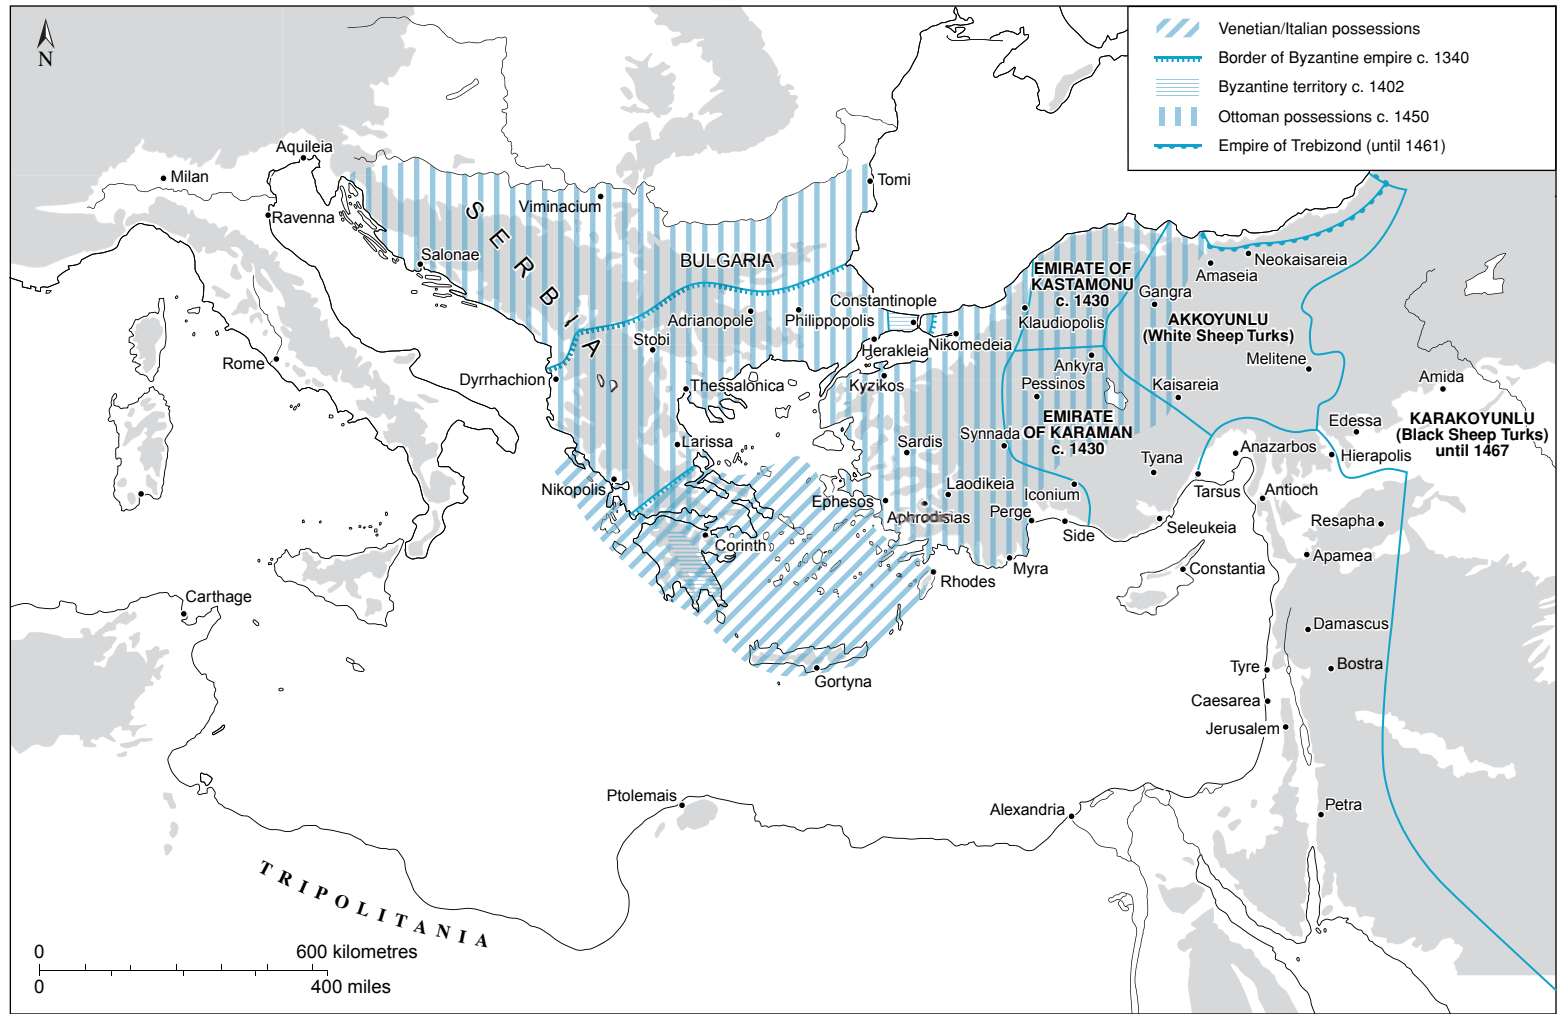 N
Venetian/Italian possessions
Border of Byzantine empire c. 1340
Byzantine territory c. 1402
Ottoman possessions c. 1450
Empire of Trebizond (until 1461)
Aquileia
Milan
Ravenna
Tomi
Viminacium
SERBIA
Salonae
BULGARIA
EMIRATE OF
KASTAMONU
c. 1430
Neokaisareia
Amaseia
Gangra
Constantinople
Adrianopole
Philippopolis
Klaudiopolis
AKKOYUNLU
(White Sheep Turks)
Stobi
Herakleia
Nikomedeia
Rome
Melitene
Ankyra
Dyrrhachion
Thessalonica
Kyzikos
Pessinos
Kaisareia
Amida
EMIRATE
OF KARAMAN
c. 1430
Edessa
KARAKOYUNLU
(Black Sheep Turks)
until 1467
Larissa
Sardis
Synnada
Anazarbos
Hierapolis
Tyana
Nikopolis
Laodikeia
Iconium
Tarsus
Antioch
Ephesos
Aphrodisias
Perge
Side
Seleukeia
Resapha
Corinth
Apamea
Myra
Constantia
Rhodes
Carthage
Damascus
Tyre
Bostra
Gortyna
Caesarea
Jerusalem
Ptolemais
Alexandria
Petra
TRIPOLITANIA
0 600 kilometres
0 400 miles